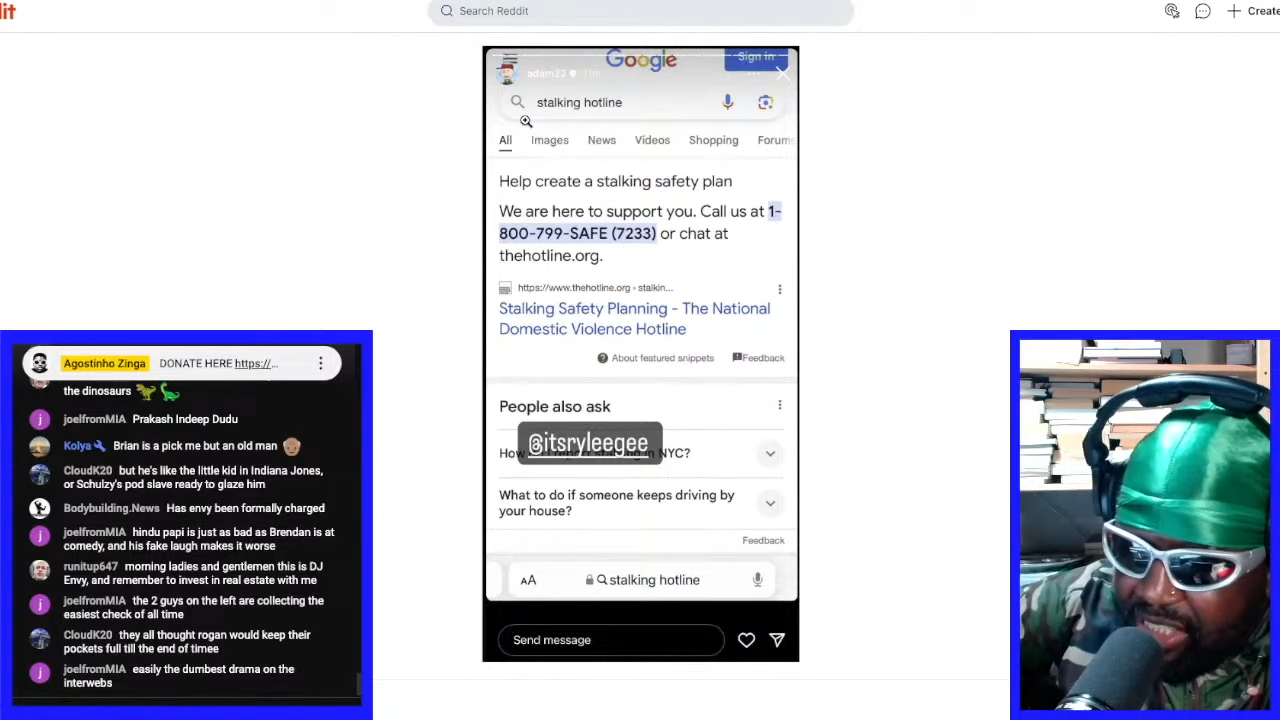 it
Search Reddit
Create
Google
Sign in
adam22 11m
stalking hotline
All Images News Videos Shopping Forum
Help create a stalking safety plan
We are here to support you. Call us at 1-
800-799-SAFE (7233) or chat at
thehotline.org.
https://www.thehotline.org › stalkin...
Stalking Safety Planning - The National
Domestic Violence Hotline
About featured snippets Feedback
People also ask
@itsryleegee
NYC?
What to do if someone keeps driving by
your house?
Feedback
AA stalking hotline
Send message
Agostinho Zinga DONATE HERE https://...
the dinosaurs
joelfromMIA Prakash Indeep Dudu
Kolya Brian is a pick me but an old man
CloudK20 but he's like the little kid in Indiana Jones,
or Schulzy's pod slave ready to glaze him
Bodybuilding.News Has envy been formally charged
joelfromMIA hindu papi is just as bad as Brendan is at
comedy, and his fake laugh makes it worse
runitup647 morning ladies and gentlemen this is DJ
Envy, and remember to invest in real estate with me
joelfromMIA the 2 guys on the left are collecting the
easiest check of all time
CloudK20 they all thought rogan would keep their
pockets full till the end of timee
joelfromMIA easily the dumbest drama on the
interwebs